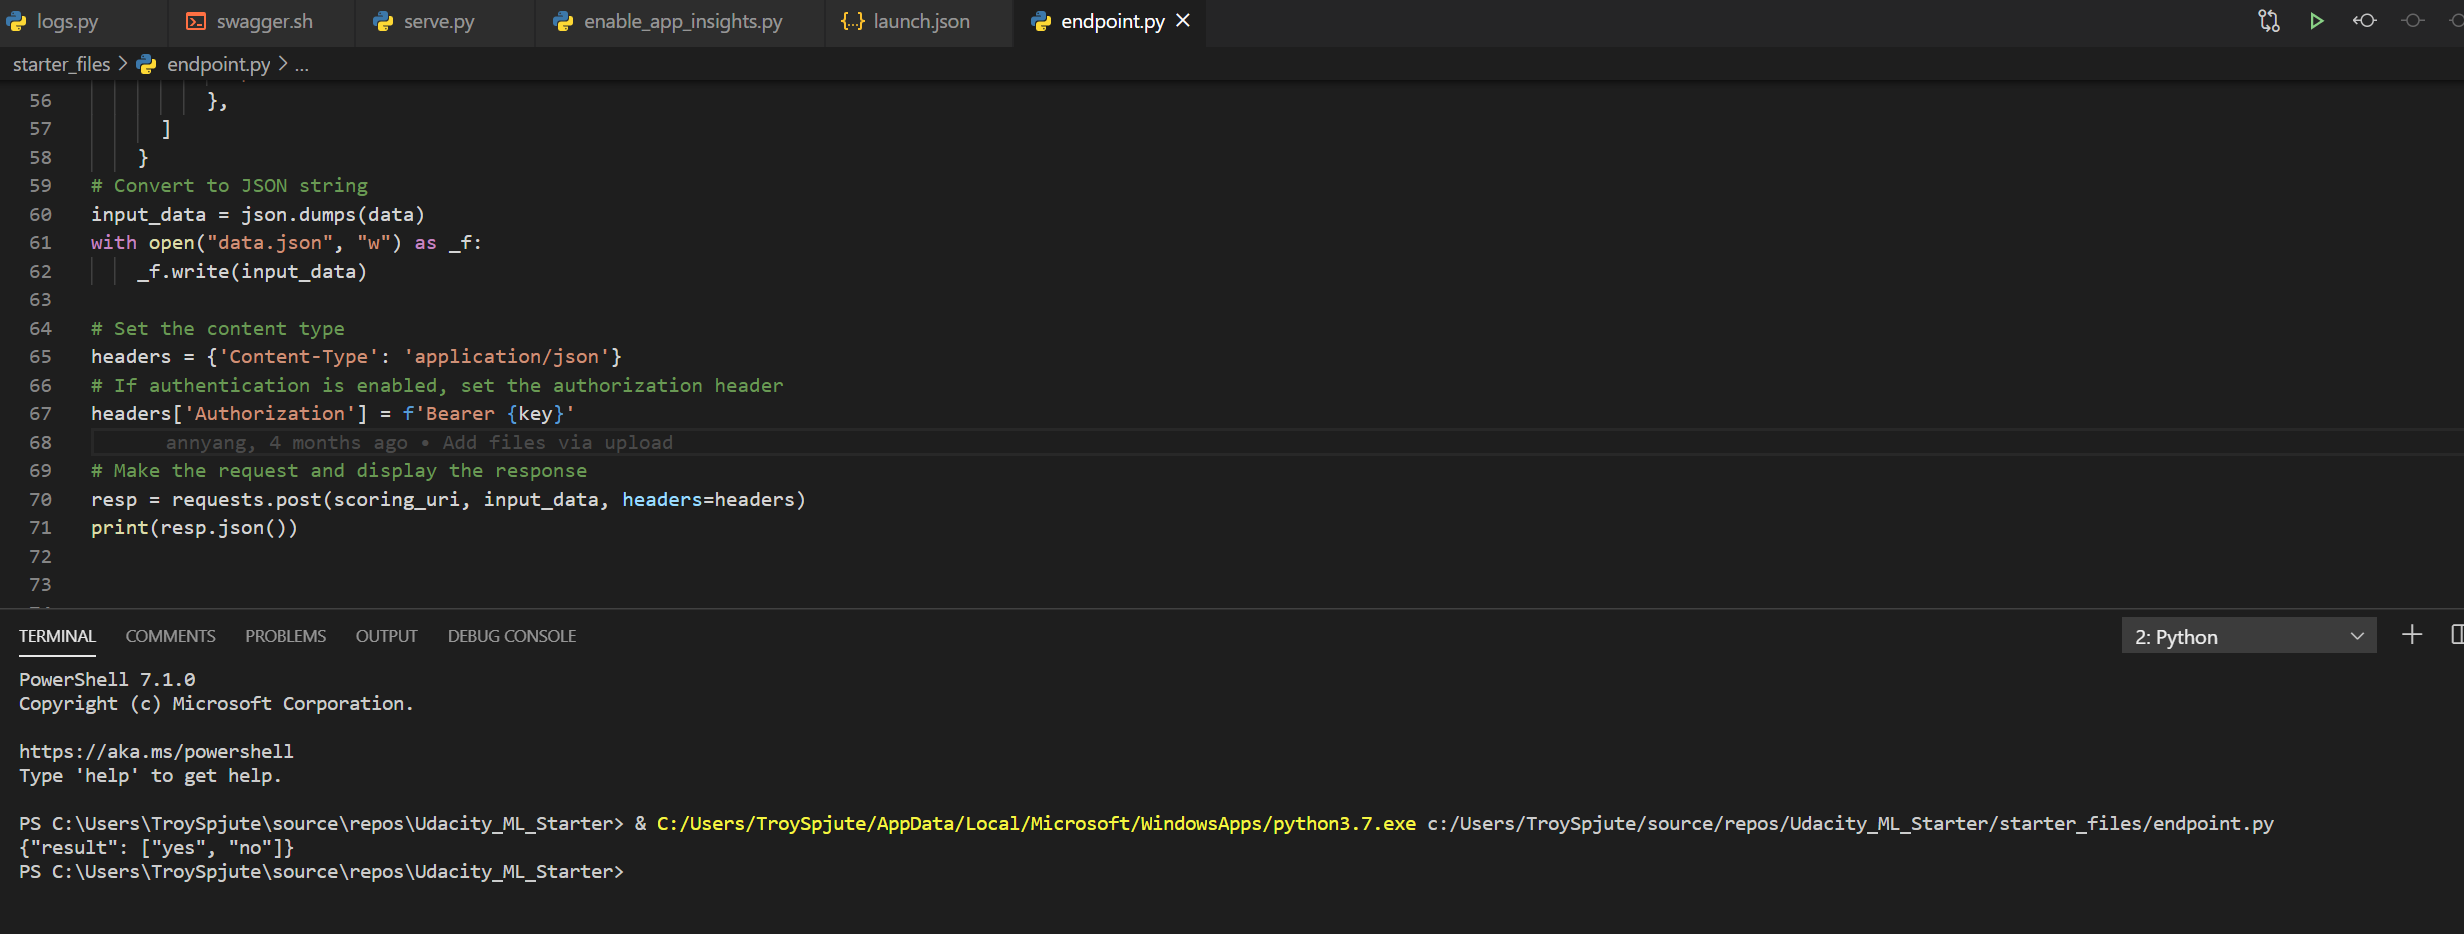 logs.py swagger.sh serve.py enable_app_insights.py {..} launch.json endpoint.py
starter_files > endpoint.py > ...
56 },
57 ]
58 }
59 # Convert to JSON string
60 input_data = json.dumps(data)
61 with open("data.json", "w") as _f:
62 _f.write(input_data)
63
64 # Set the content type
65 headers = {'Content-Type': 'application/json'}
66 # If authentication is enabled, set the authorization header
67 headers['Authorization'] = f'Bearer {key}'
68 annyang, 4 months ago • Add files via upload
69 # Make the request and display the response
70 resp = requests.post(scoring_uri, input_data, headers=headers)
71 print(resp.json())
72
73
TERMINAL COMMENTS PROBLEMS OUTPUT DEBUG CONSOLE 2: Python
PowerShell 7.1.0
Copyright (c) Microsoft Corporation.
https://aka.ms/powershell
Type 'help' to get help.
PS C:\Users\TroySpjute\source\repos\Udacity_ML_Starter> & C:/Users/TroySpjute/AppData/Local/Microsoft/WindowsApps/python3.7.exe c:/Users/TroySpjute/source/repos/Udacity_ML_Starter/starter_files/endpoint.py
{"result": ["yes", "no"]}
PS C:\Users\TroySpjute\source\repos\Udacity_ML_Starter>